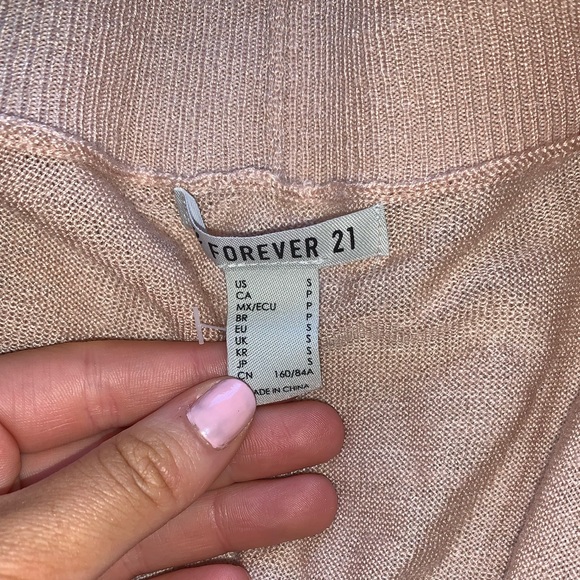 FOREVER 21
US S
CA P
MX/ECU P
BR P
EU S
UK S
KR S
JP S
CN 160/84A
ADE IN CHINA